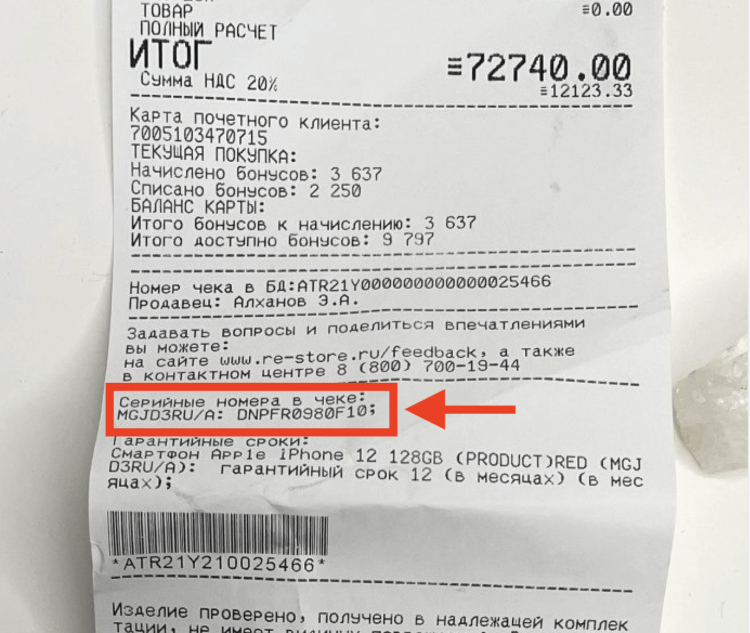 ТОВАР ≡0.00
ПОЛНЫЙ РАСЧЕТ
ИТОГ ≡72740.00
Сумма НДС 20% ≡12123.33
Карта почетного клиента:
7005103470715
ТЕКУЩАЯ ПОКУПКА:
Начислено бонусов: 3 637
Списано бонусов: 2 250
БАЛАНС КАРТЫ:
Итого бонусов к начислению: 3 637
Итого доступно бонусов: 9 797
Номер чека в БД:ATR21Y000000000000025466
Продавец: Алханов Э.А.
Задавать вопросы и поделиться впечатлениями
вы можете:
на сайте www.re-store.ru/feedback, а также
в контактном центре 8 (800) 700-19-44
Серийные номера в чеке:
MGJD3RU/A: DNPFR0980F10;
Гарантийные сроки:
Смартфон Apple iPhone 12 128GB (PRODUCT)RED (MGJ
D3RU/A): гарантийный срок 12 (в месяцах) (в мес
яцах);
*ATR21Y210025466*
Изделие проверено, получено в надлежащей комплек
тации, не имеет